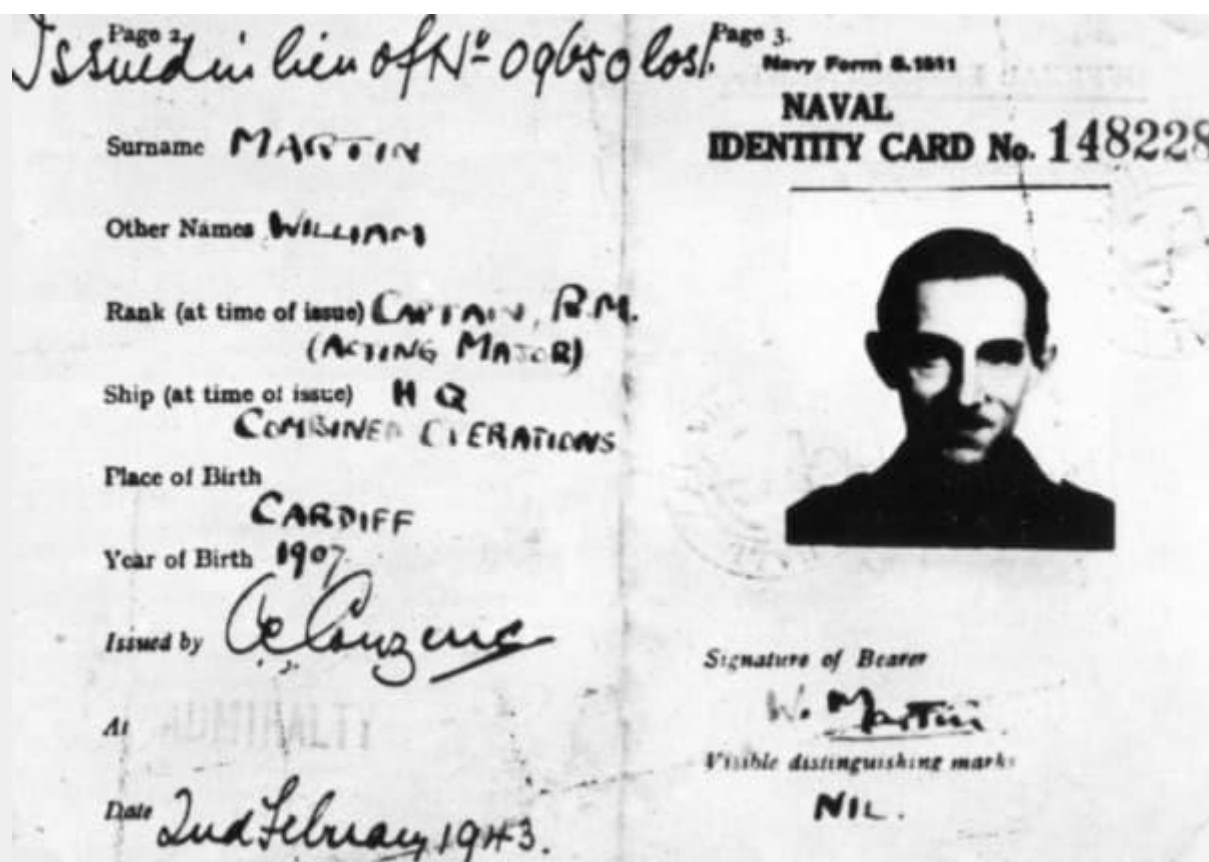 Page 2.
Issued in lieu of Nº 09650 lost.
Surname MARTIN
Other Names WILLIAM
Rank (at time of issue) CAPTAIN, R.M.
(ACTING MAJOR)
Ship (at time of issue) H Q
COMBINED OPERATIONS
Place of Birth
CARDIFF
Year of Birth 1907
Issued by
At ADMIRALTY
Date 2nd February 1943.
Page 3.
Navy Form S.1511
NAVAL
IDENTITY CARD No. 148228
Signature of Bearer
W. Martin
Visible distinguishing marks
NIL.